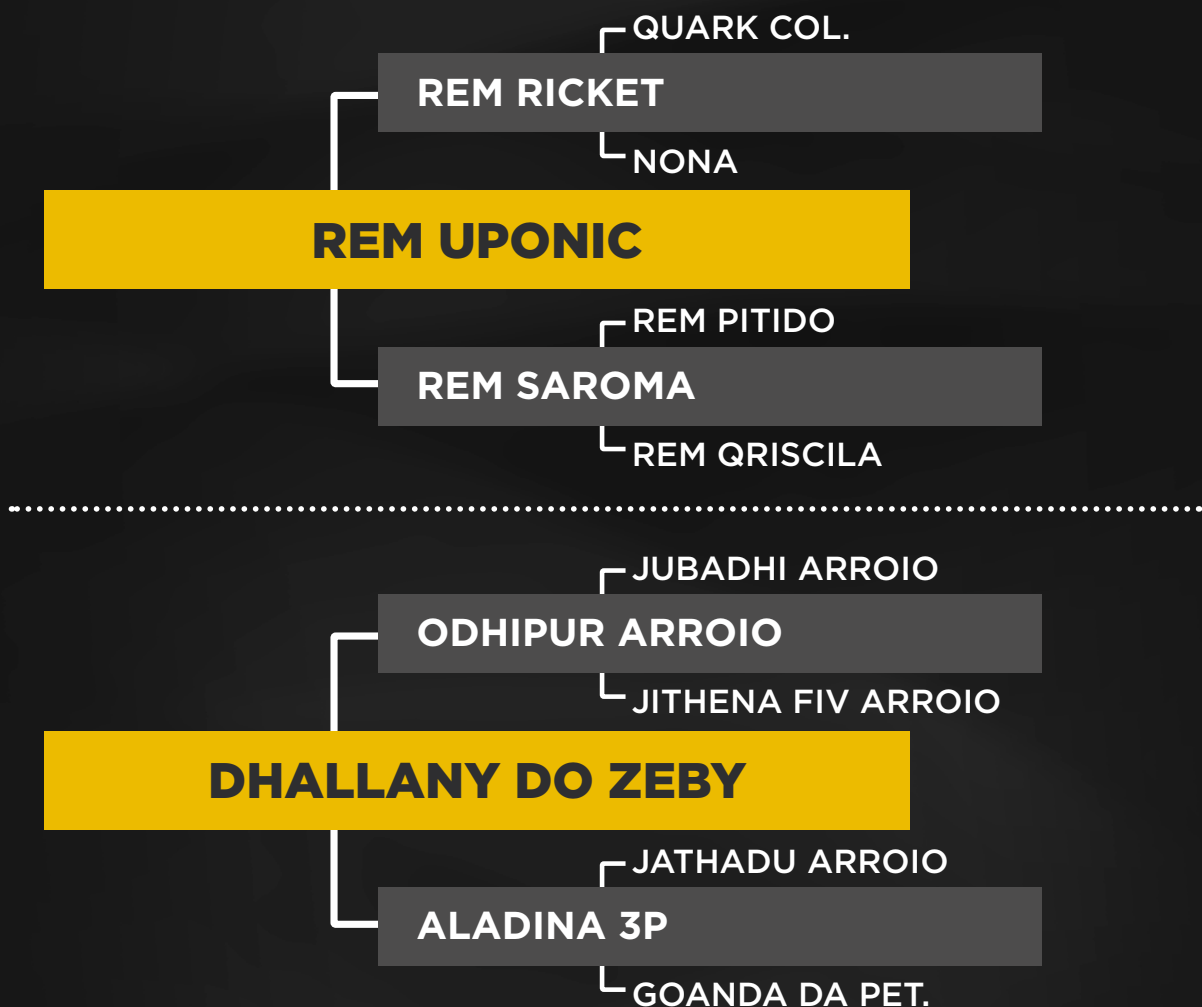 QUARK COL.
REM RICKET
NONA
REM UPONIC
REM PITIDO
REM SAROMA
REM QRISCILA
JUBADHI ARROIO
ODHIPUR ARROIO
JITHENA FIV ARROIO
DHALLANY DO ZEBY
JATHADU ARROIO
ALADINA 3P
GOANDA DA PET.